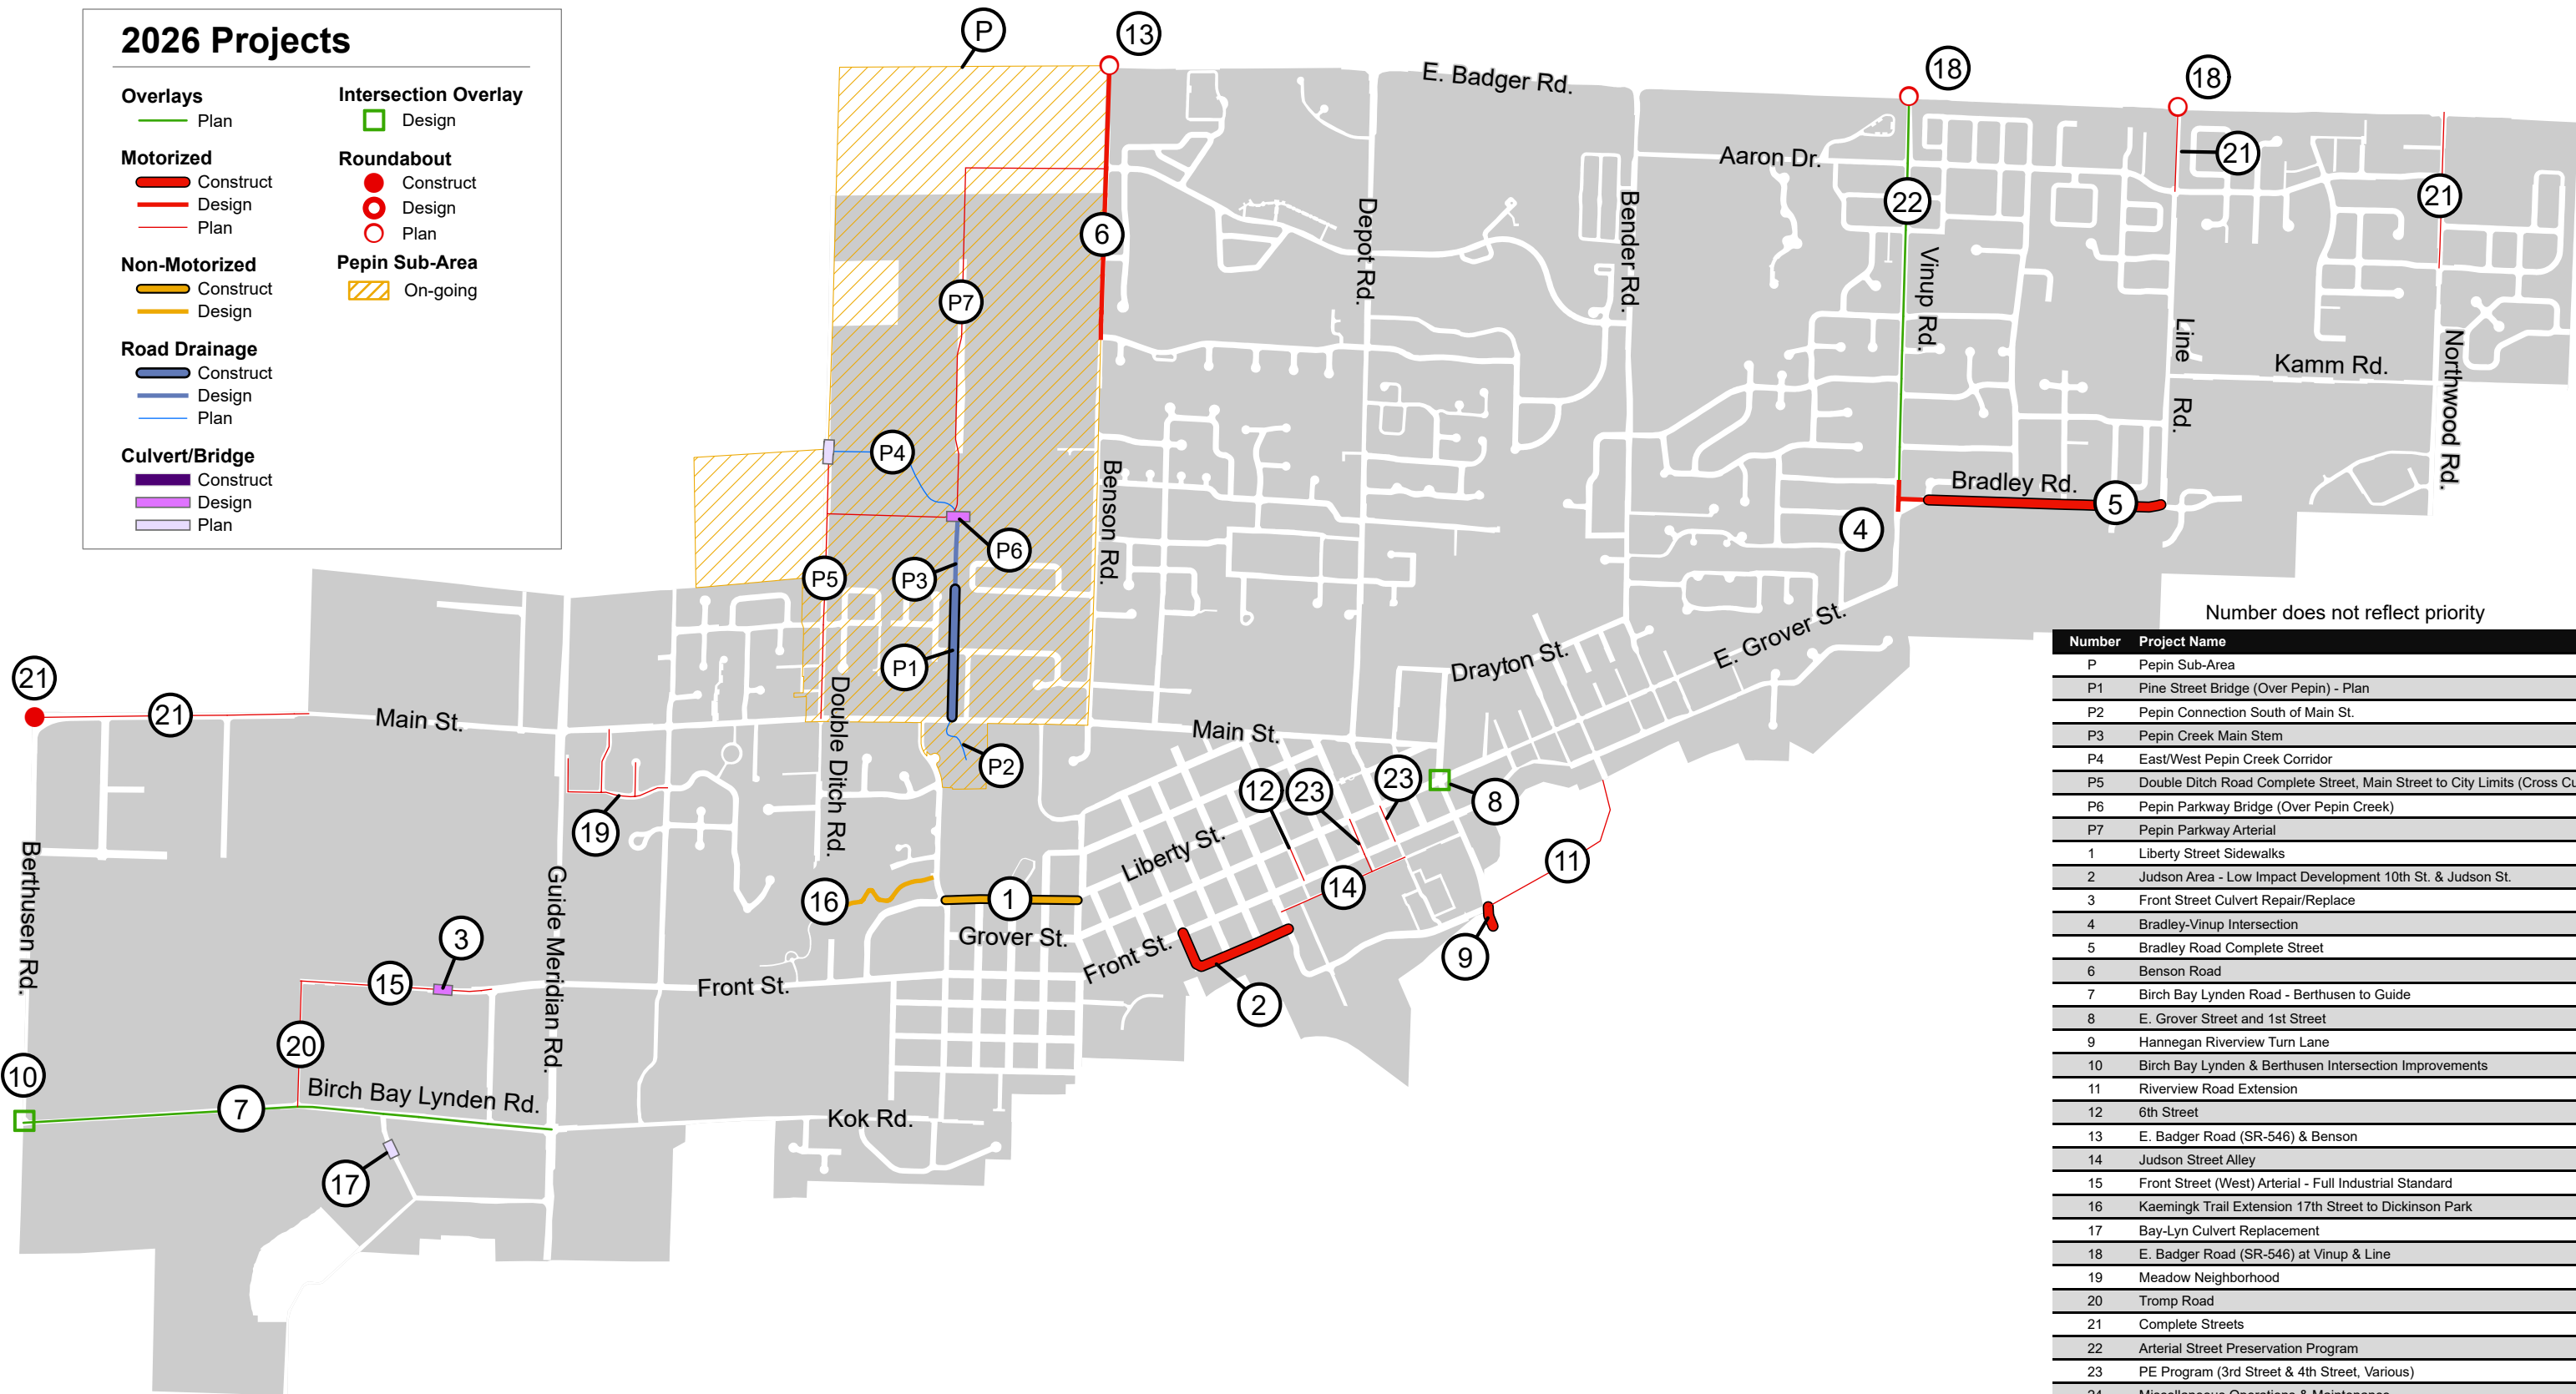 2026 Projects
Overlays
Plan
Motorized
Construct
Design
Plan
Non-Motorized
Construct
Design
Road Drainage
Construct
Design
Plan
Culvert/Bridge
Construct
Design
Plan
Intersection Overlay
Design
Roundabout
Construct
Design
Plan
Pepin Sub-Area
On-going
P
13
18
18
E. Badger Rd.
Aaron Dr.
21
21
22
6
Depot Rd.
Bender Rd.
Vinup Rd.
P7
Line
Rd.
Kamm Rd.
Northwood Rd.
P4
Benson Rd.
Bradley Rd.
5
4
P6
P3
P5
P1
Drayton St.
E. Grover St.
21
21
Main St.
Double Ditch Rd.
Main St.
P2
12
23
23
8
19
Liberty St.
11
Berthusen Rd.
Guide Meridian Rd.
16
1
14
Grover St.
Front St.
3
9
15
Front St.
2
20
10
7
Birch Bay Lynden Rd.
Kok Rd.
17
Number does not reflect priority
Number Project Name
P Pepin Sub-Area
P1 Pine Street Bridge (Over Pepin) - Plan
P2 Pepin Connection South of Main St.
P3 Pepin Creek Main Stem
P4 East/West Pepin Creek Corridor
P5 Double Ditch Road Complete Street, Main Street to City Limits (Cross Cu
P6 Pepin Parkway Bridge (Over Pepin Creek)
P7 Pepin Parkway Arterial
1 Liberty Street Sidewalks
2 Judson Area - Low Impact Development 10th St. & Judson St.
3 Front Street Culvert Repair/Replace
4 Bradley-Vinup Intersection
5 Bradley Road Complete Street
6 Benson Road
7 Birch Bay Lynden Road - Berthusen to Guide
8 E. Grover Street and 1st Street
9 Hannegan Riverview Turn Lane
10 Birch Bay Lynden & Berthusen Intersection Improvements
11 Riverview Road Extension
12 6th Street
13 E. Badger Road (SR-546) & Benson
14 Judson Street Alley
15 Front Street (West) Arterial - Full Industrial Standard
16 Kaemingk Trail Extension 17th Street to Dickinson Park
17 Bay-Lyn Culvert Replacement
18 E. Badger Road (SR-546) at Vinup & Line
19 Meadow Neighborhood
20 Tromp Road
21 Complete Streets
22 Arterial Street Preservation Program
23 PE Program (3rd Street & 4th Street, Various)
24 Miscellaneous Operations & Maintenance